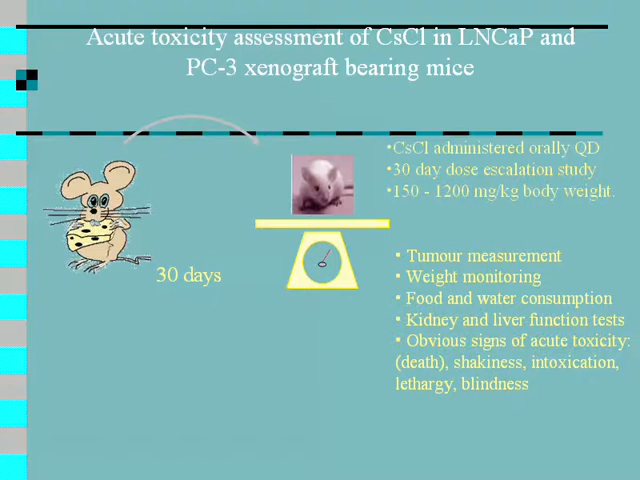 Acute toxicity assessment of CsCl in LNCaP and
PC-3 xenograft bearing mice
•CsCl administered orally QD
•30 day dose escalation study
•150 - 1200 mg/kg body weight.
30 days
• Tumour measurement
• Weight monitoring
• Food and water consumption
• Kidney and liver function tests
• Obvious signs of acute toxicity:
(death), shakiness, intoxication,
lethargy, blindness